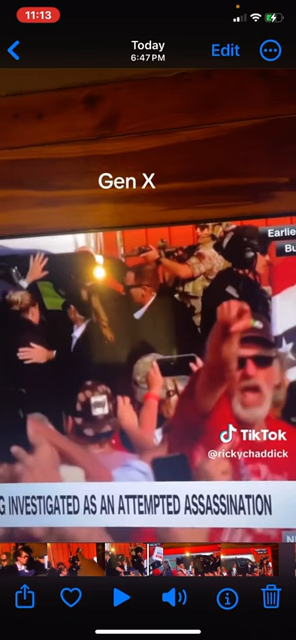 11:13
Today
6:47 PM
Edit
Gen X
Earlie
Bu
TikTok
@rickychaddick
G INVESTIGATED AS AN ATTEMPTED ASSASSINATION